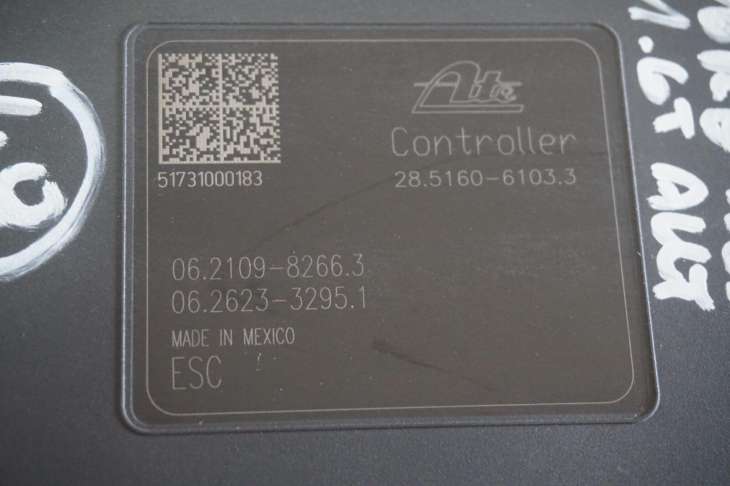 Ate
Controller
51731000183
28.5160-6103.3
06.2109-8266.3
06.2623-3295.1
MADE IN MEXICO
ESC
1.6T
AUT